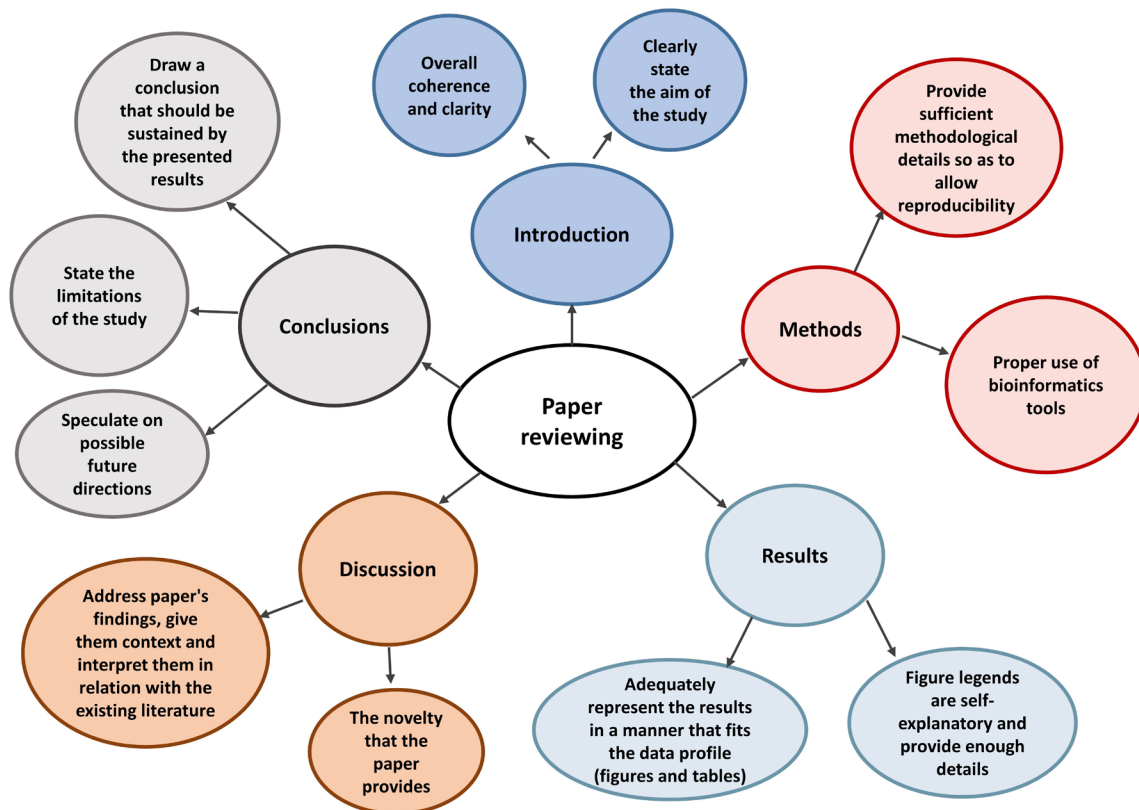 Paper
reviewing
Introduction
Overall
coherence
and clarity
Clearly
state
the aim of
the study
Methods
Provide
sufficient
methodological
details so as to
allow
reproducibility
Proper use of
bioinformatics
tools
Results
Figure legends
are self-
explanatory and
provide enough
details
Adequately
represent the results
in a manner that fits
the data profile
(figures and tables)
Discussion
The novelty
that the
paper
provides
Address paper's
findings, give
them context and
interpret them in
relation with the
existing literature
Conclusions
Draw a
conclusion
that should be
sustained by
the presented
results
State the
limitations
of the study
Speculate on
possible
future
directions